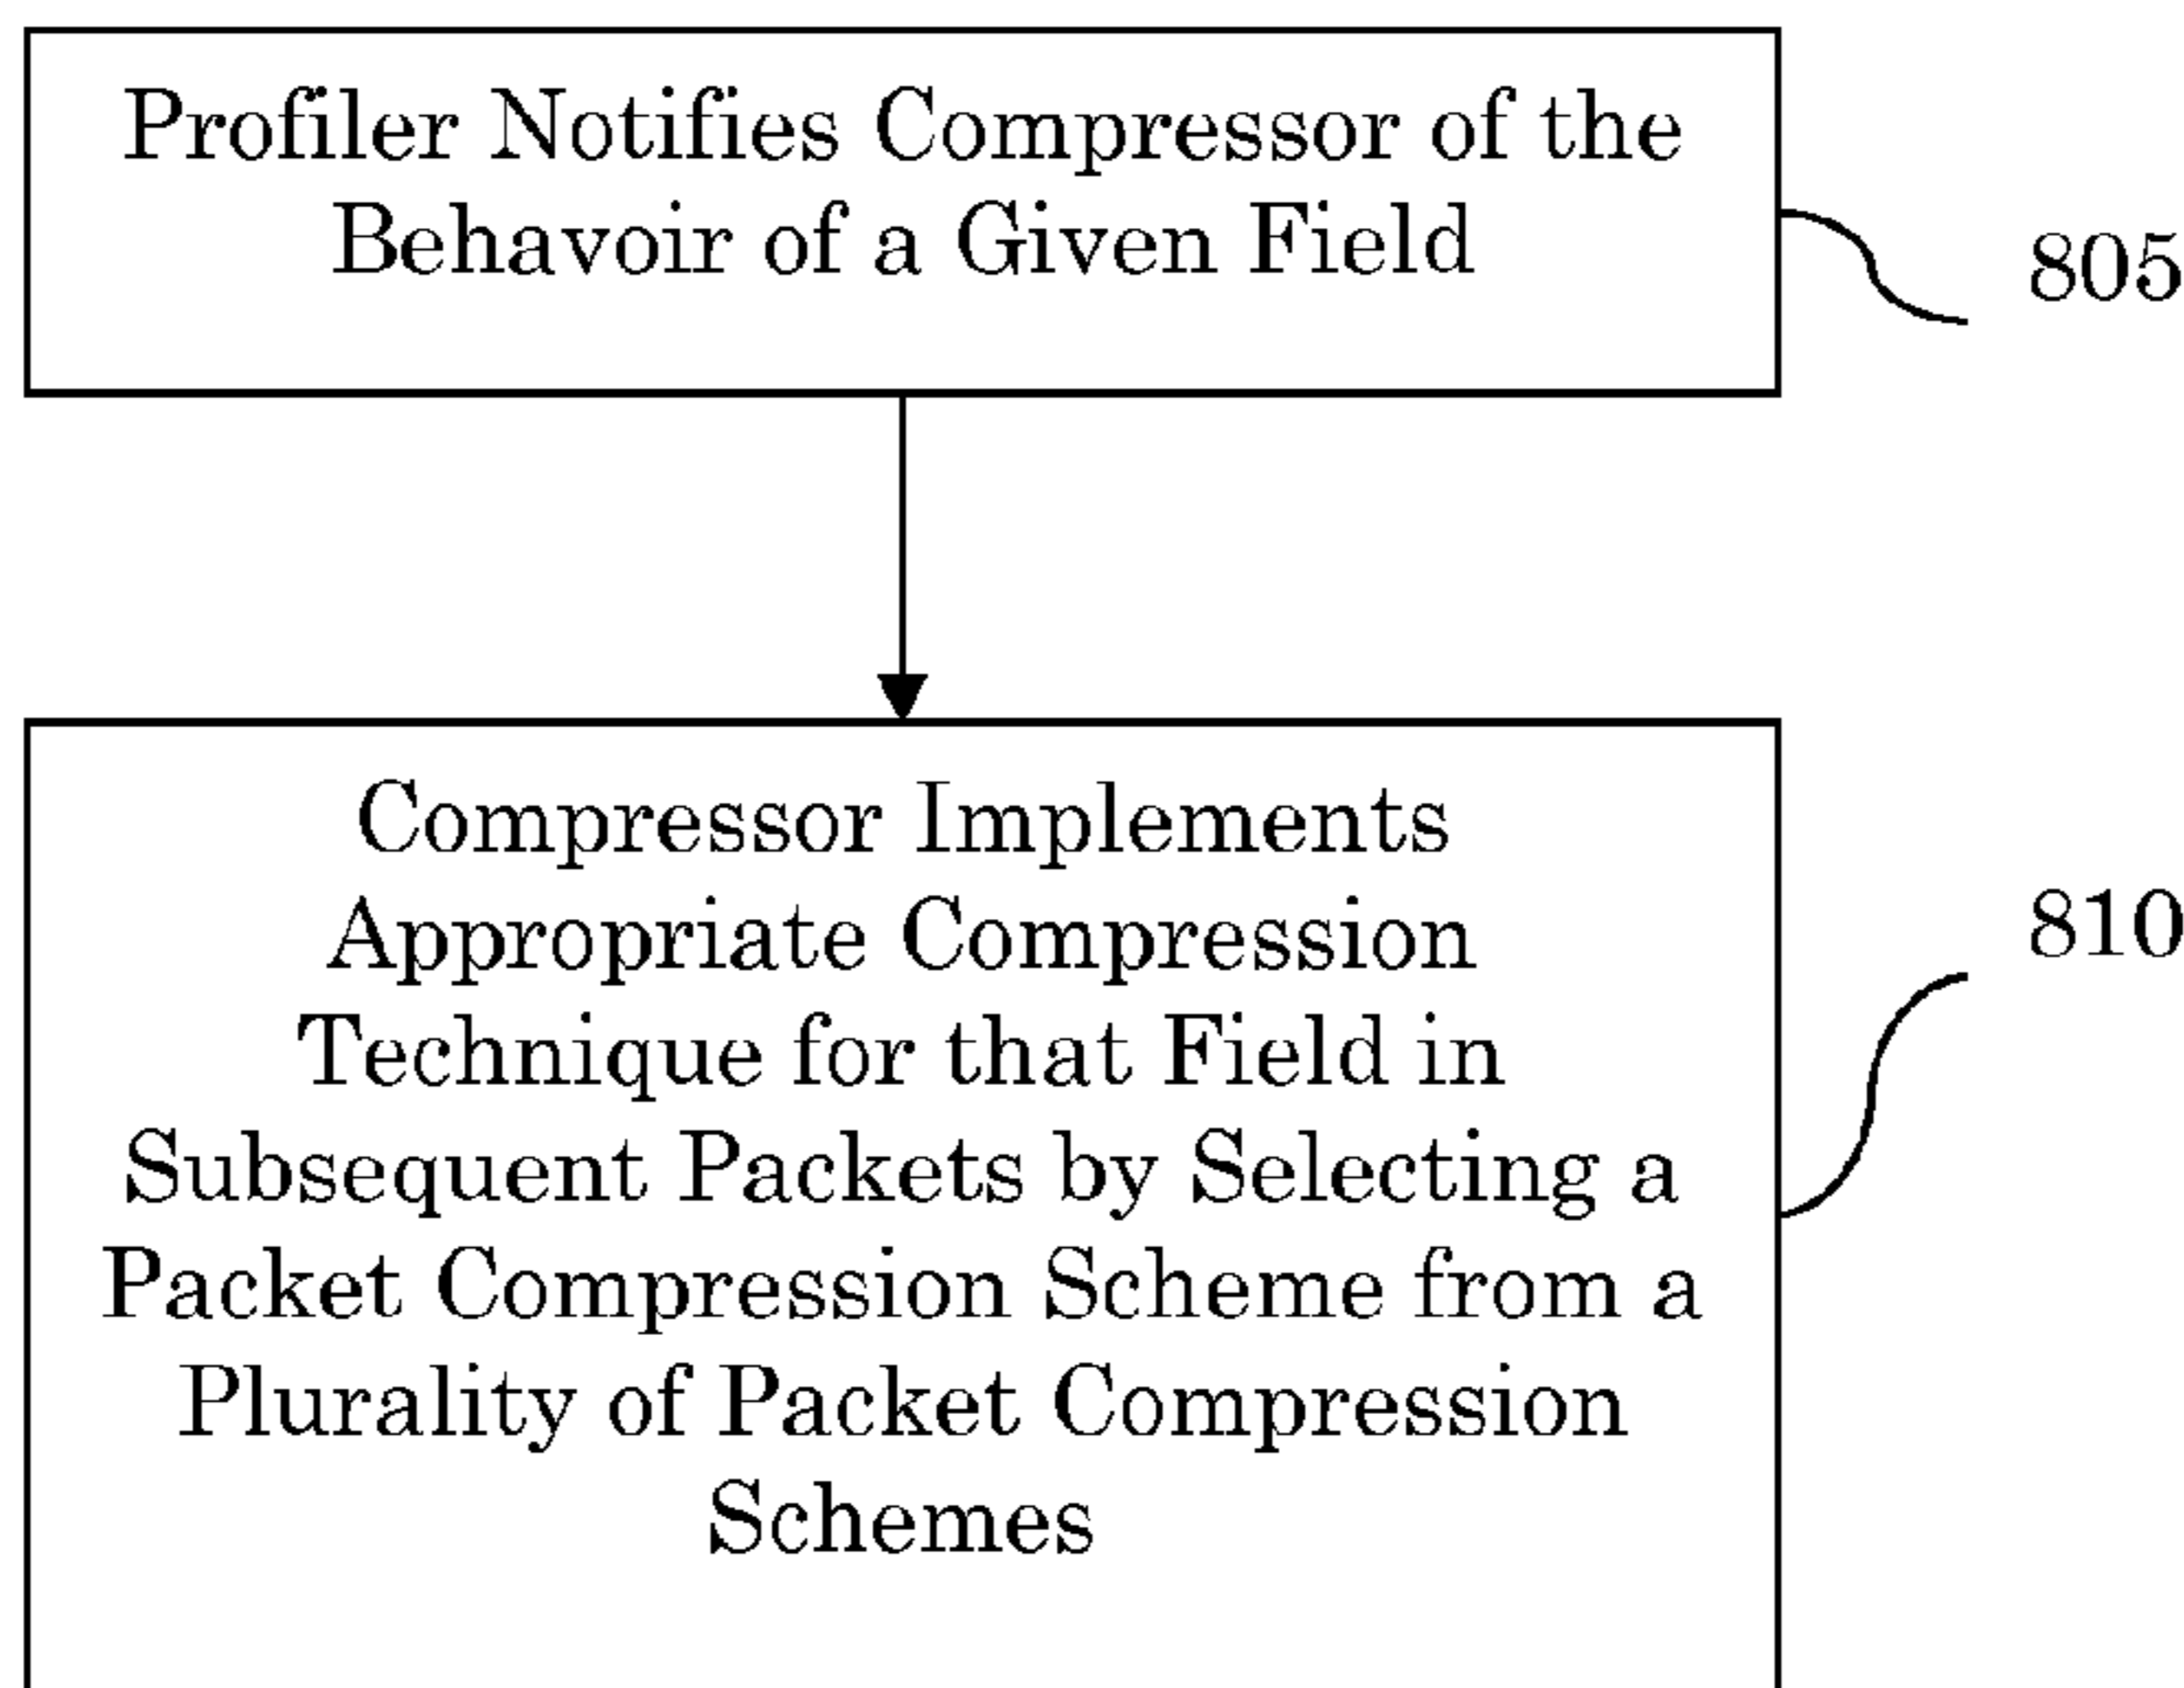 Profiler Notifies Compressor of the
Behavoir of a Given Field
805
Compressor Implements
Appropriate Compression
Technique for that Field in
Subsequent Packets by Selecting a
Packet Compression Scheme from a
Plurality of Packet Compression
Schemes
810